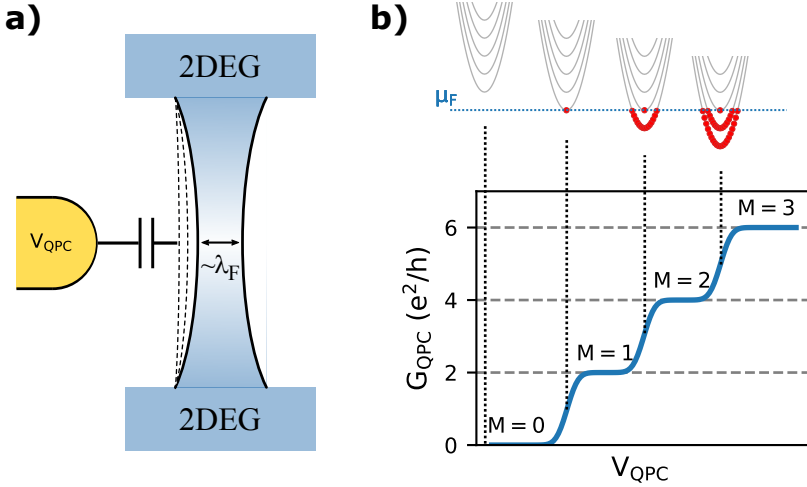 a)
2DEG
V_QPC
~λ_F
2DEG
b)
μ_F
G_QPC (e²/h)
6
4
2
0
M = 3
M = 2
M = 1
M = 0
V_QPC